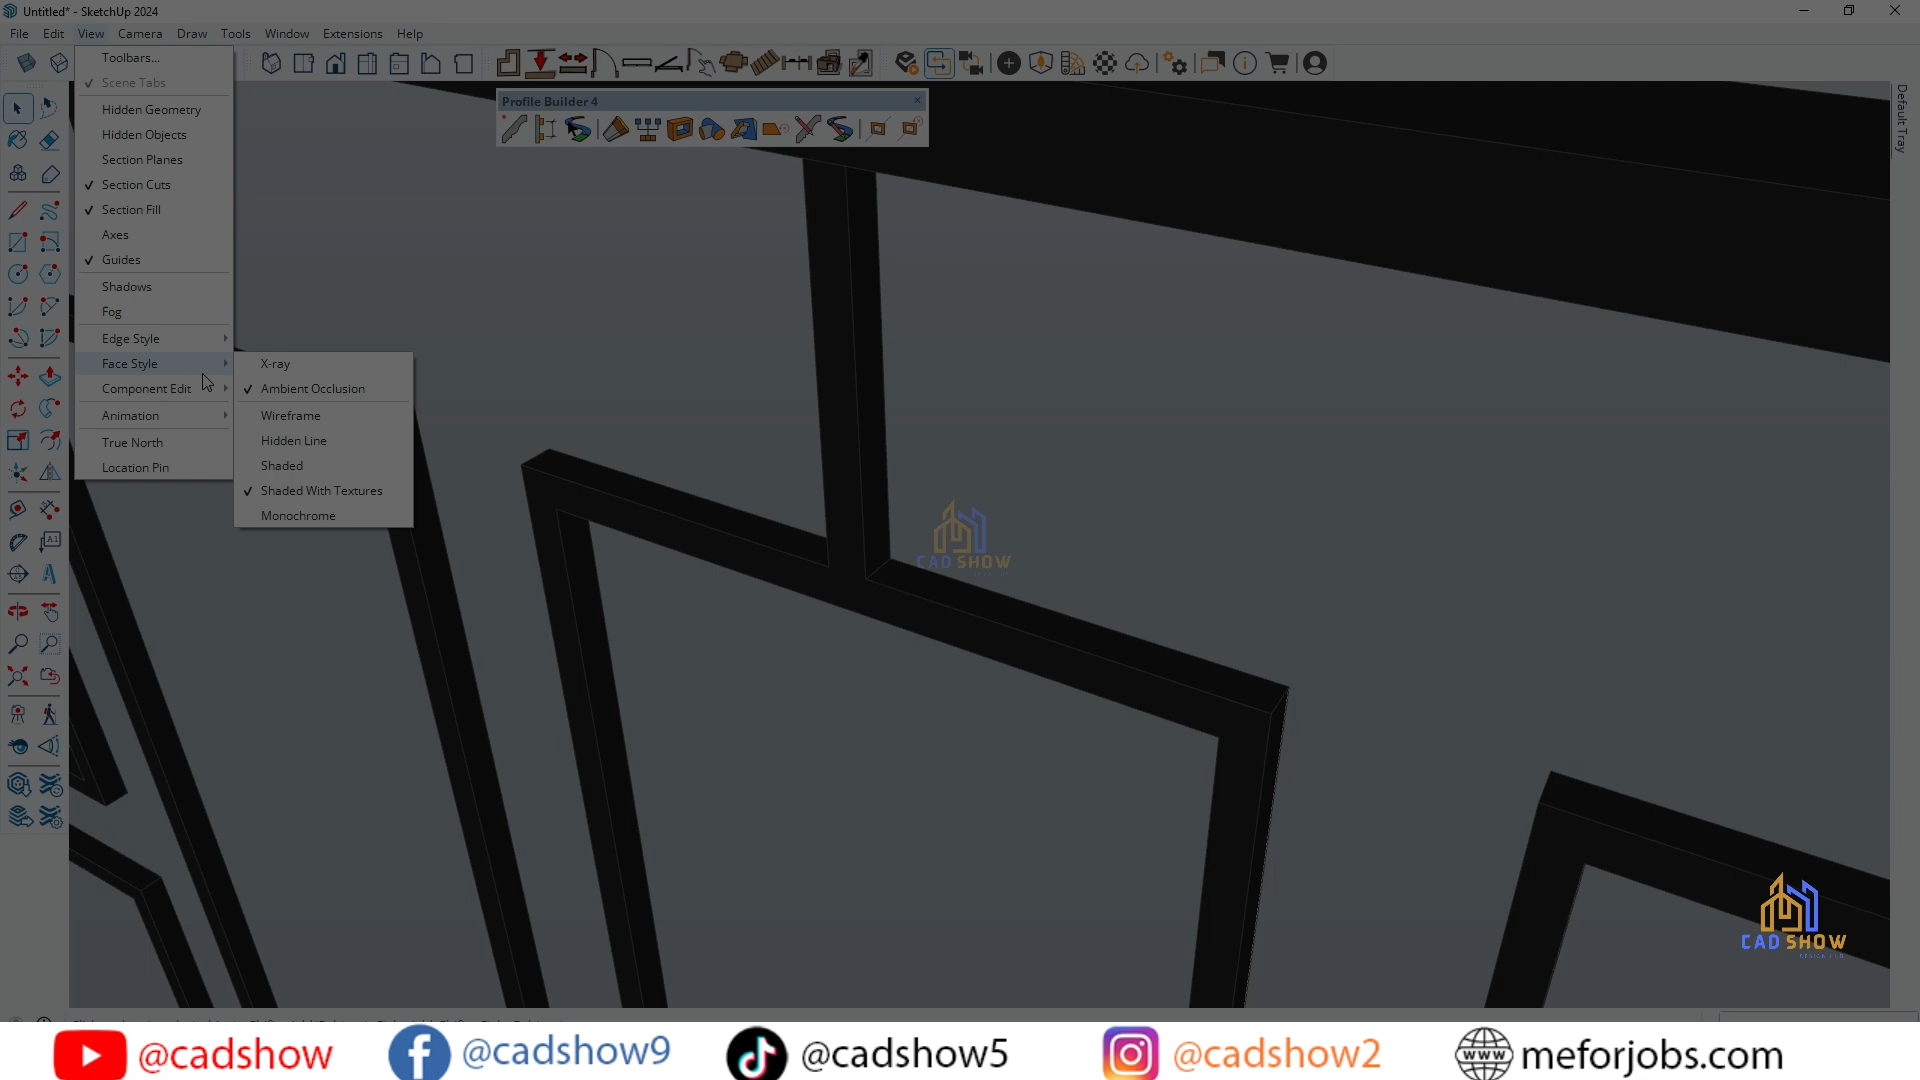 Untitled* - SketchUp 2024
File Edit View Camera Draw Tools Window Extensions Help
Toolbars...
Scene Tabs
Hidden Geometry
Hidden Objects
Section Planes
Section Cuts
Section Fill
Axes
Guides
Shadows
Fog
Edge Style
Face Style
Component Edit
Animation
True North
Location Pin
X-ray
Ambient Occlusion
Wireframe
Hidden Line
Shaded
Shaded With Textures
Monochrome
Profile Builder 4
Default Tray
CAD SHOW
CAD SHOW
@cadshow
@cadshow9
@cadshow5
@cadshow2
www
meforjobs.com